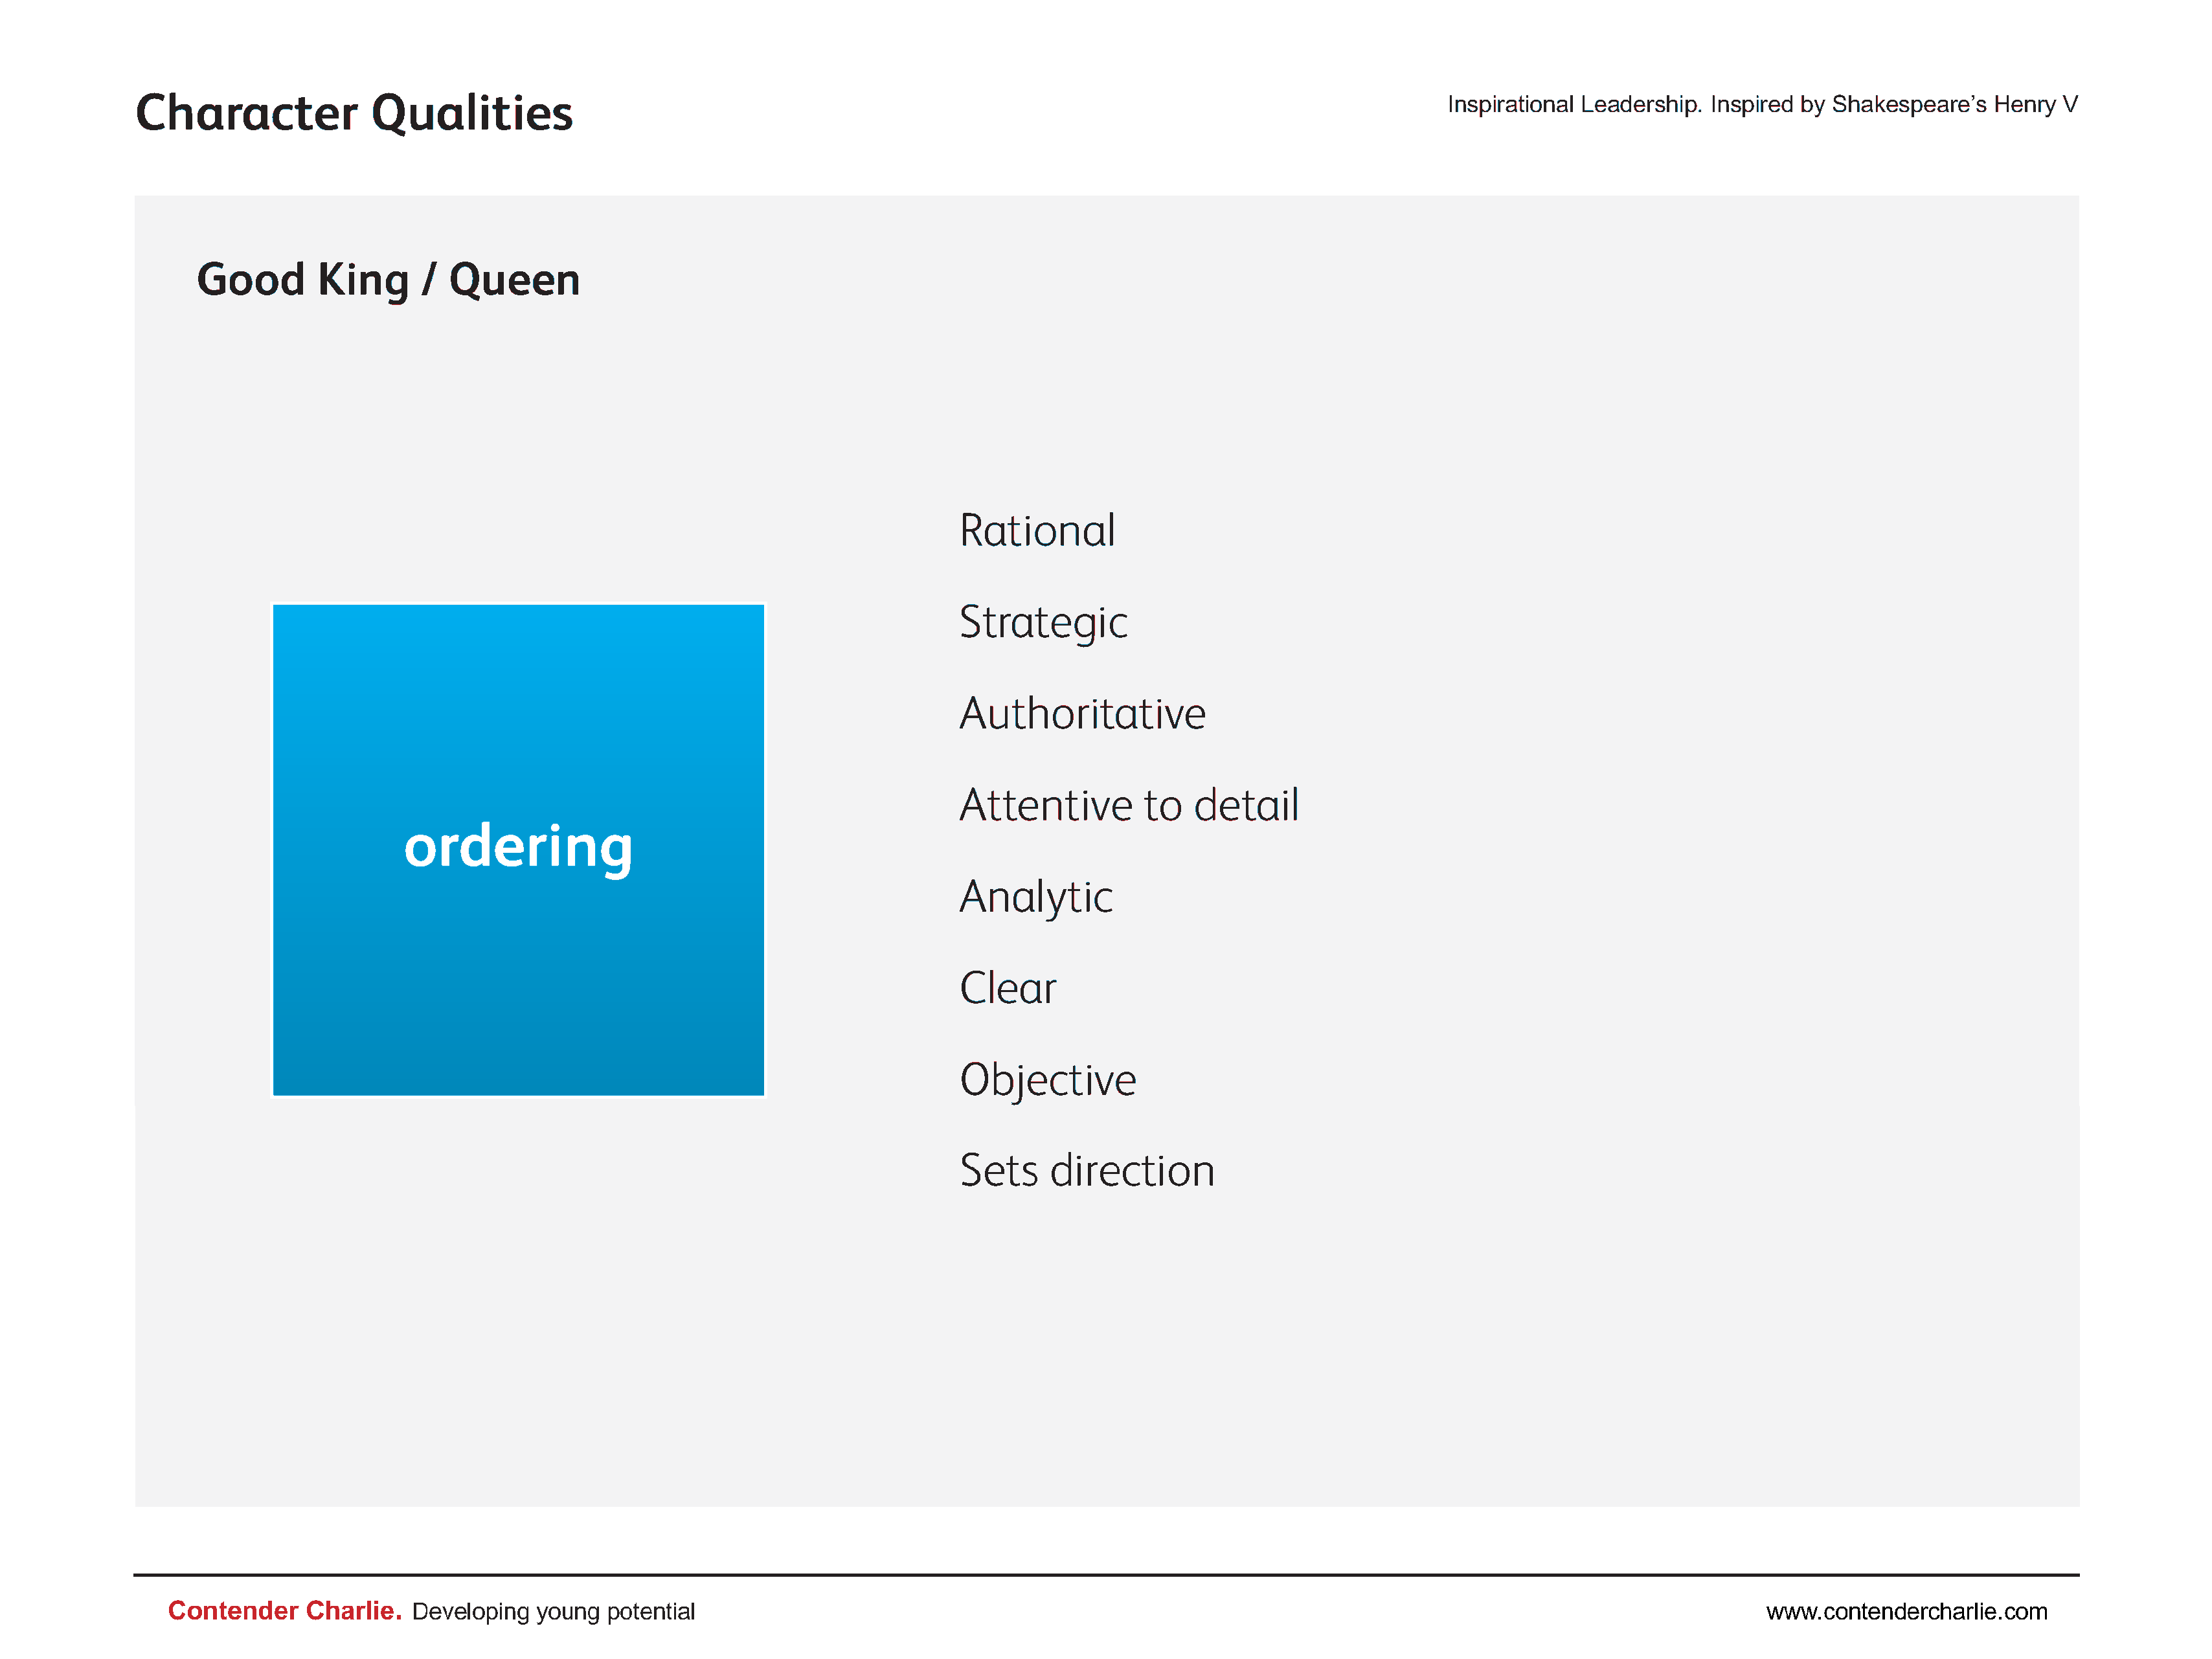 Character Qualities
Inspirational Leadership. Inspired by Shakespeare’s Henry V
Good King / Queen
ordering
Rational
Strategic
Authoritative
Attentive to detail
Analytic
Clear
Objective
Sets direction
Contender Charlie. Developing young potential
www.contendercharlie.com